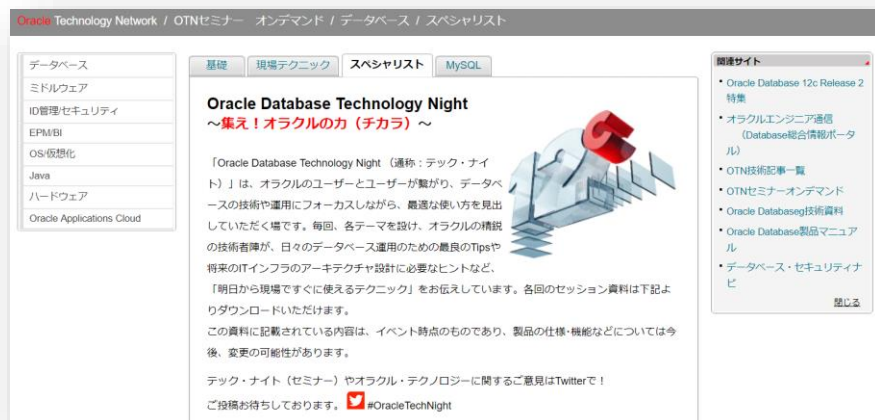 Oracle Technology Network / OTNセミナー オンデマンド / データベース / スペシャリスト
データベース
ミドルウェア
ID管理/セキュリティ
EPM/BI
OS/仮想化
Java
ハードウェア
Oracle Applications Cloud
基礎 現場テクニック スペシャリスト MySQL
Oracle Database Technology Night
~集え！オラクルの力（チカラ）~
「Oracle Database Technology Night （通称：テック・ナイ
ト）」は、オラクルのユーザーとユーザーが繋がり、データベ
ースの技術や運用にフォーカスしながら、最適な使い方を見出
していただく場です。毎回、各テーマを設け、オラクルの精鋭
の技術者陣が、日々のデータベース運用のための最良のTipsや
将来のITインフラのアーキテクチャ設計に必要なヒントなど、
「明日から現場ですぐに使えるテクニック」をお伝えしています。各回のセッション資料は下記よ
りダウンロードいただけます。
この資料に記載されている内容は、イベント時点のものであり、製品の仕様・機能などについては今
後、変更の可能性があります。
テック・ナイト（セミナー）やオラクル・テクノロジーに関するご意見はTwitterで！
ご投稿お待ちしております。 #OracleTechNight
関連サイト
• Oracle Database 12c Release 2
特集
• オラクルエンジニア通信
（Database総合情報ポータ
ル）
• OTN技術記事一覧
• OTNセミナーオンデマンド
• Oracle Databaseg技術資料
• Oracle Database製品マニュア
ル
• データベース・セキュリティナ
ビ
閉じる